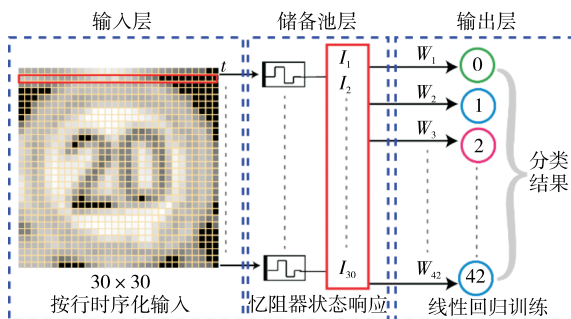 输入层
储备池层
输出层
t
I₁
I₂
I₃₀
W₁
W₂
W₃
W₄₂
0
1
2
42
20
分类
结果
30 × 30
按行时序化输入
忆阻器状态响应
线性回归训练